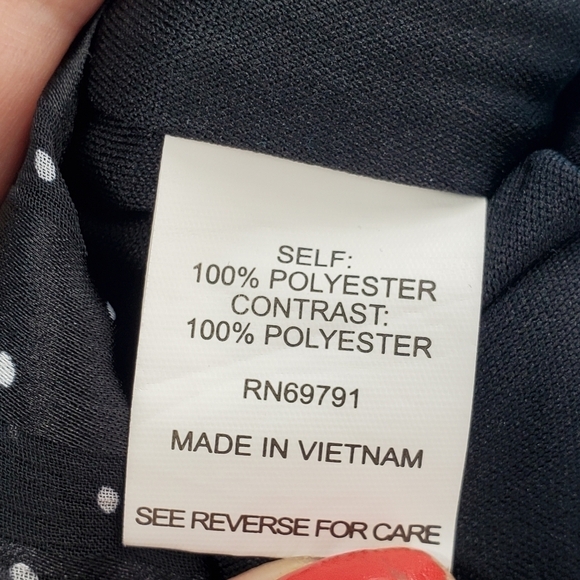 SELF:
100% POLYESTER
CONTRAST:
100% POLYESTER
RN69791
MADE IN VIETNAM
SEE REVERSE FOR CARE